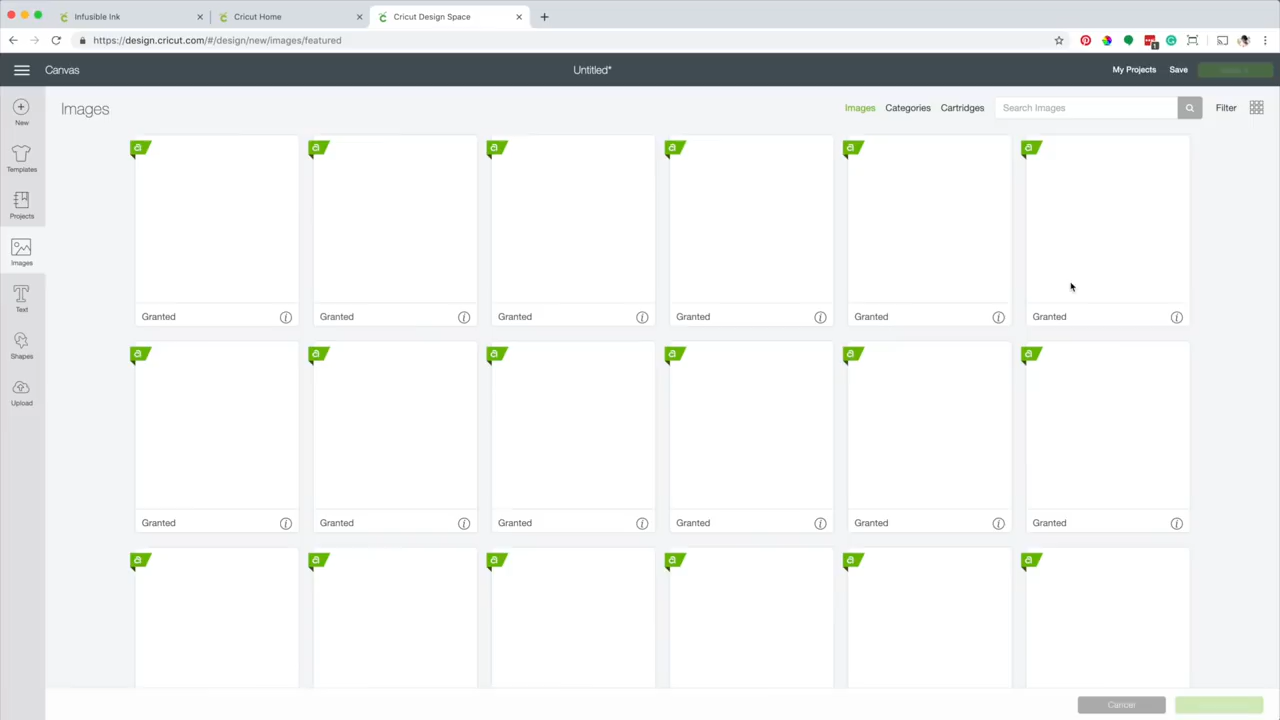 Infusible Ink
Cricut Home
Cricut Design Space
https://design.cricut.com/#/design/new/images/featured
1
Canvas
Untitled*
My Projects
Save
New
Templates
Projects
Images
Text
Shapes
Upload
Images
Images
Categories
Cartridges
Search Images
Filter
a a a a a a
Granted Granted Granted Granted Granted Granted
a a a a a a
Granted Granted Granted Granted Granted Granted
a a a a a a
Cancel